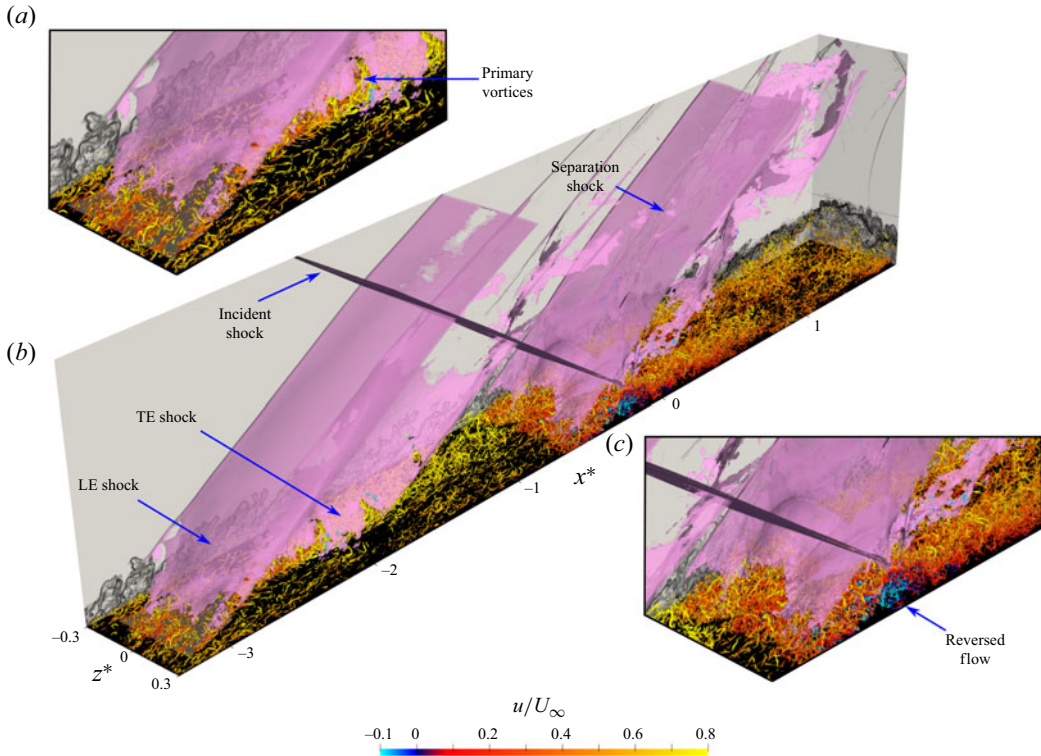 (a)
Primary
vortices
Separation
shock
Incident
shock
(b)
TE shock
LE shock
(c)
1
0
–1
x*
–2
–3
–0.3
0
0.3
z*
Reversed
flow
u/U∞
–0.1 0 0.2 0.4 0.6 0.8